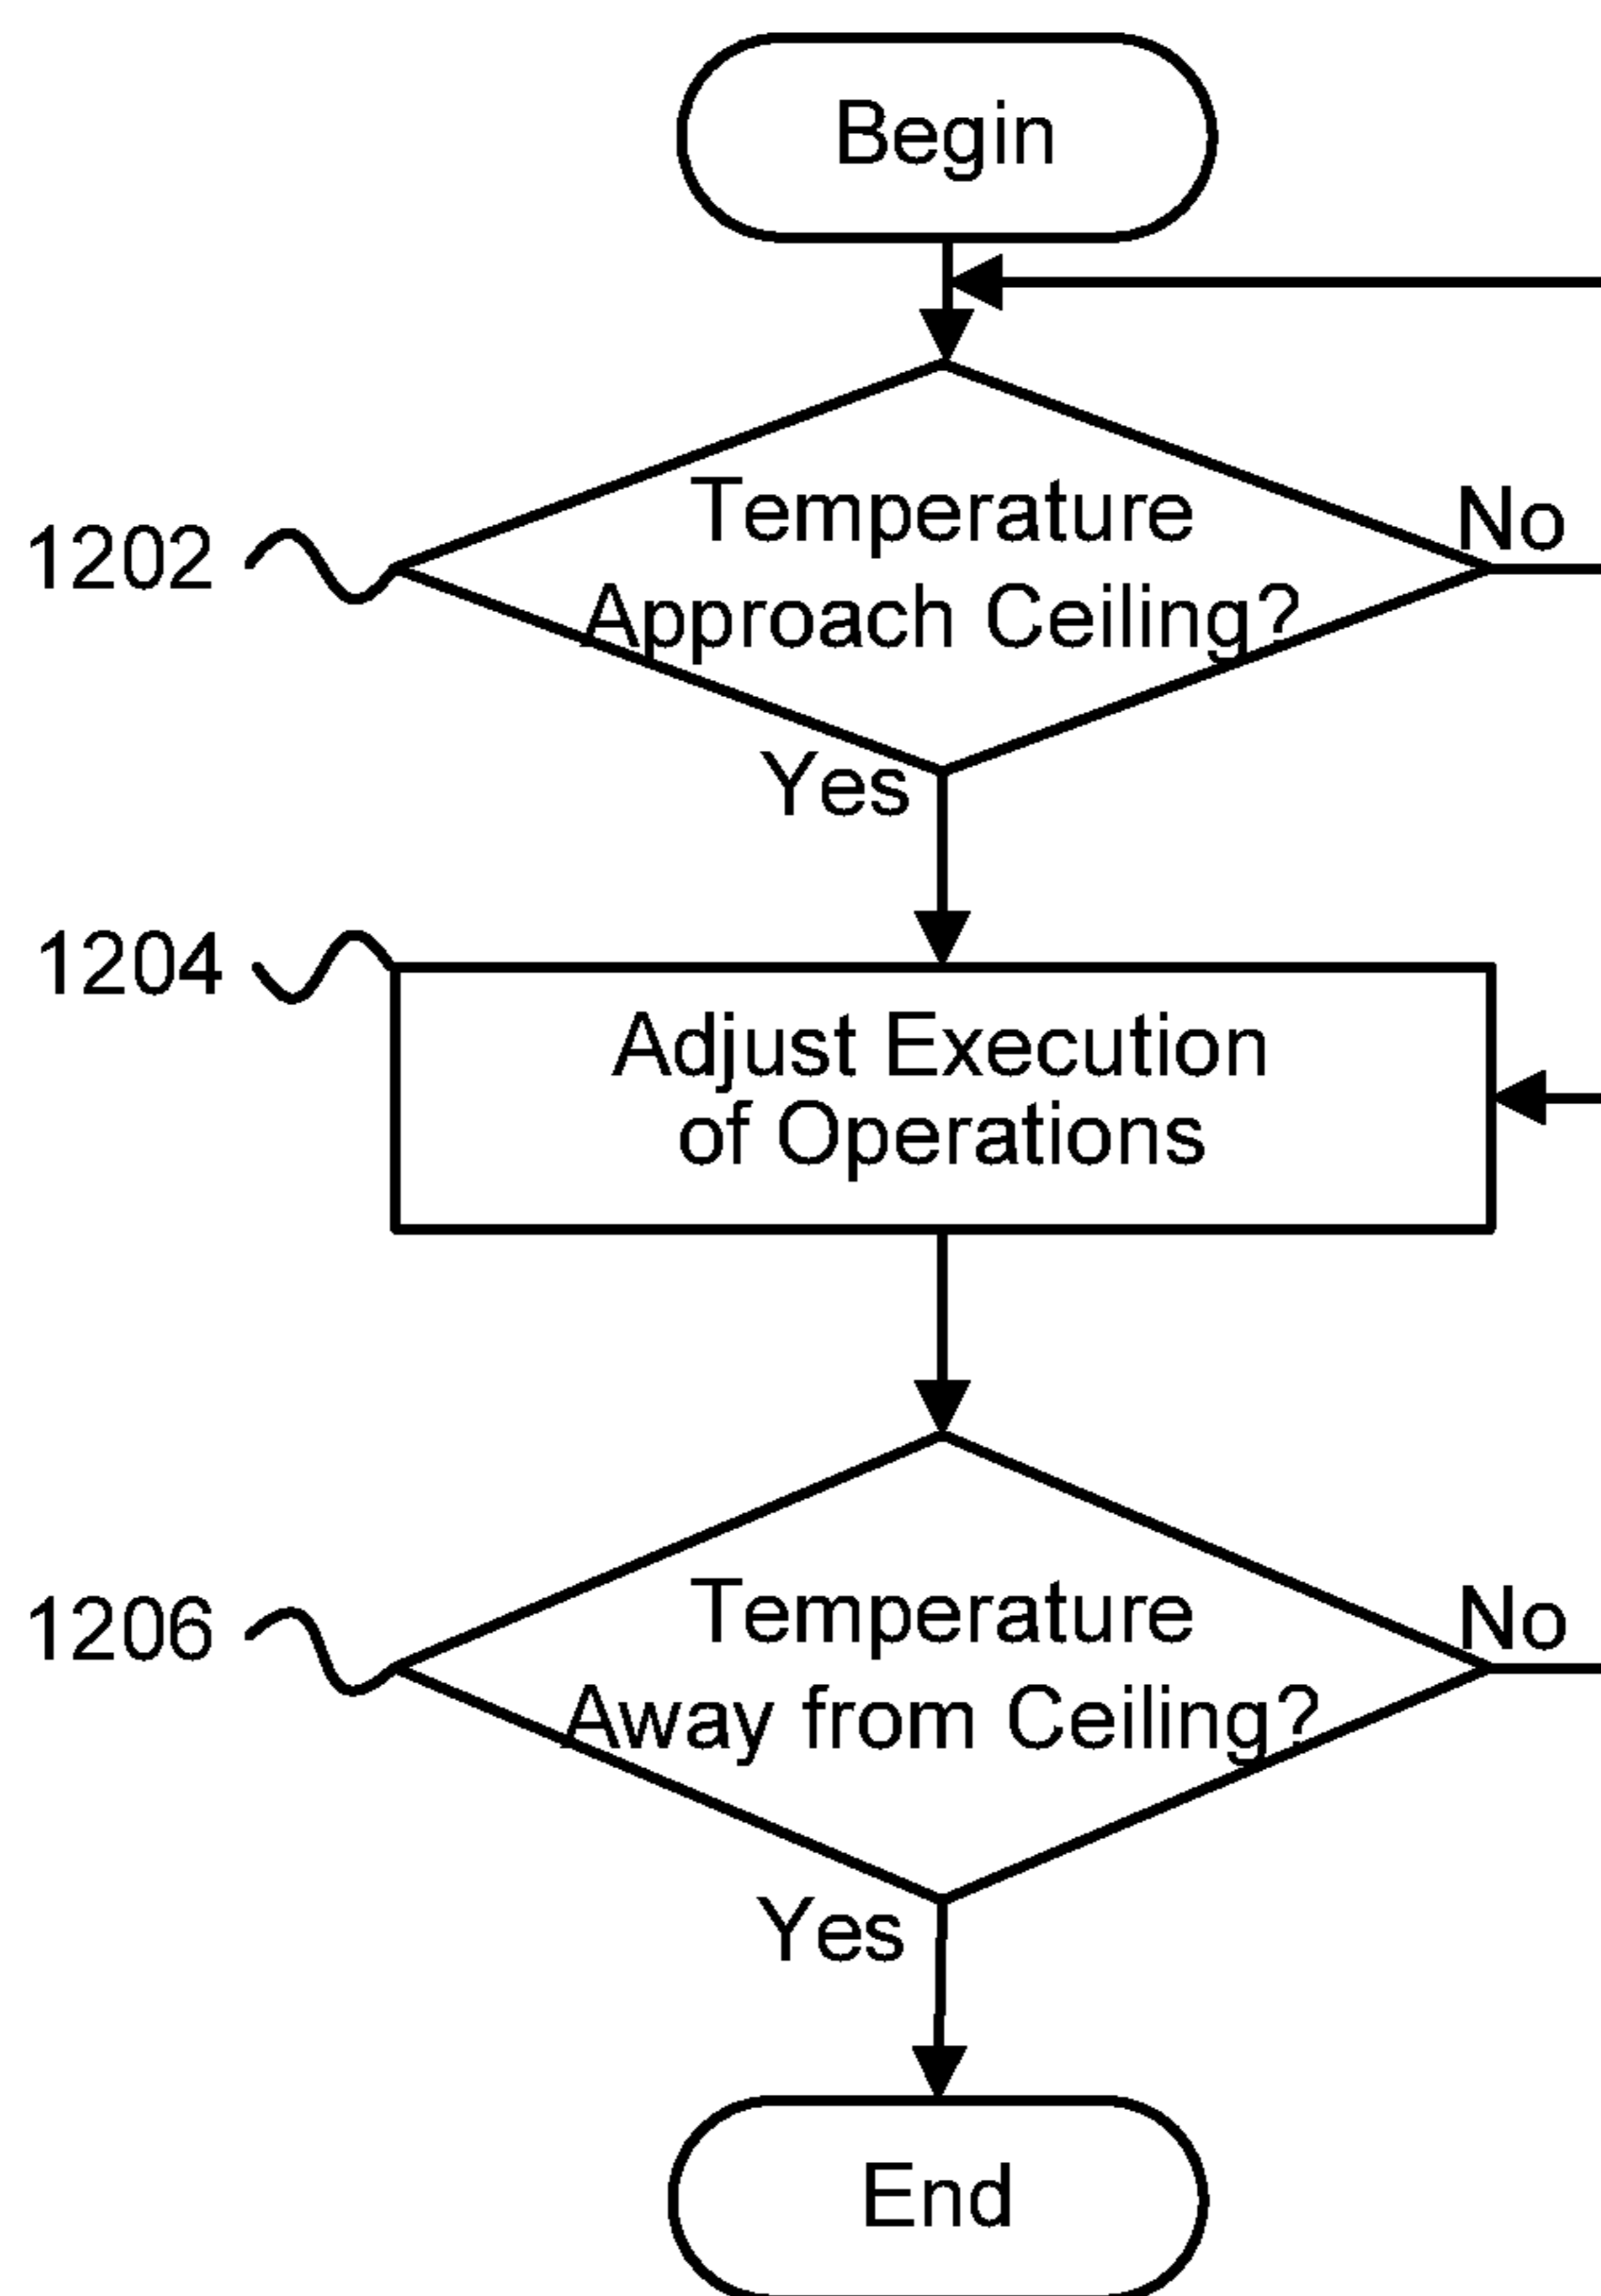 Begin
Temperature
No
1202
Approach Ceiling?
Yes
1204
Adjust Execution
of Operations
Temperature
No
1206
Away from Ceiling?
Yes
End